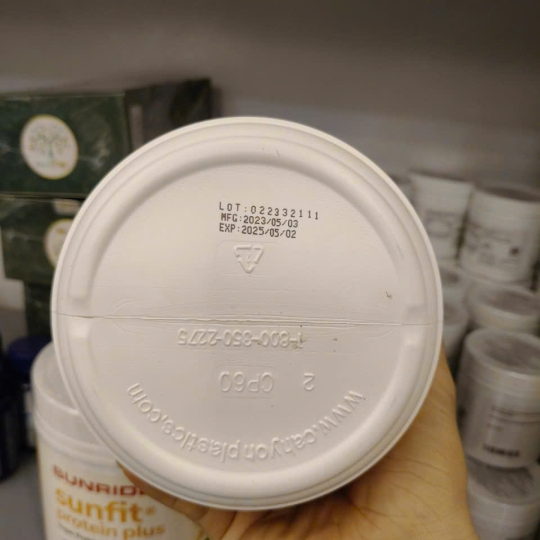 LOT:022332111
MFG:2023/05/03
EXP:2025/05/02
1-800-350-2275
2 CP60
www.canyonplastics.com
SUNRID
sunfit®
protein plus